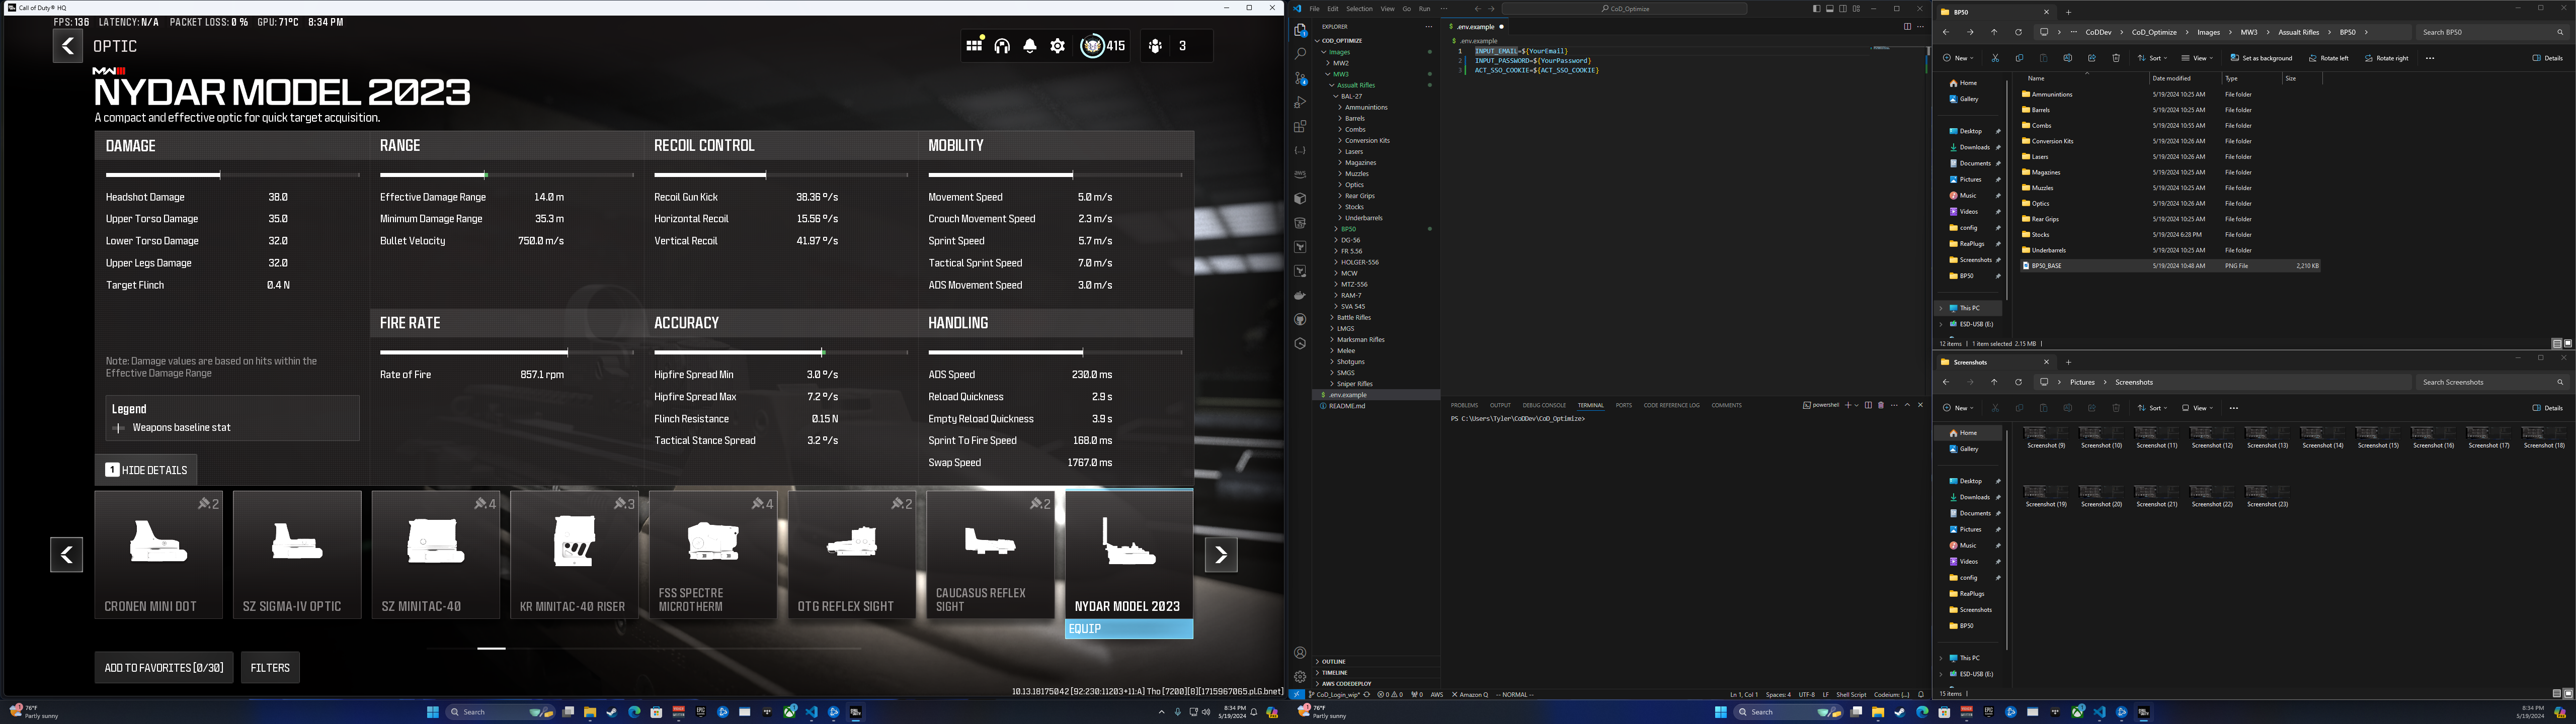 Call of Duty® HQ
FPS: 136 LATENCY: N/A PACKET LOSS: 0 % GPU: 71°C 8:34 PM
OPTIC
415
3
MWIII
NYDAR MODEL 2023
A compact and effective optic for quick target acquisition.
DAMAGE
Headshot Damage 38.0
Upper Torso Damage 35.0
Lower Torso Damage 32.0
Upper Legs Damage 32.0
Target Flinch 0.4 N
Note: Damage values are based on hits within the
Effective Damage Range
Legend
Weapons baseline stat
1 HIDE DETAILS
RANGE
Effective Damage Range 14.0 m
Minimum Damage Range 35.3 m
Bullet Velocity 750.0 m/s
RECOIL CONTROL
Recoil Gun Kick 38.36 º/s
Horizontal Recoil 15.56 º/s
Vertical Recoil 41.97 º/s
MOBILITY
Movement Speed 5.0 m/s
Crouch Movement Speed 2.3 m/s
Sprint Speed 5.7 m/s
Tactical Sprint Speed 7.0 m/s
ADS Movement Speed 3.0 m/s
FIRE RATE
Rate of Fire 857.1 rpm
ACCURACY
Hipfire Spread Min 3.0 º/s
Hipfire Spread Max 7.2 º/s
Flinch Resistance 0.15 N
Tactical Stance Spread 3.2 º/s
HANDLING
ADS Speed 230.0 ms
Reload Quickness 2.9 s
Empty Reload Quickness 3.9 s
Sprint To Fire Speed 168.0 ms
Swap Speed 1767.0 ms
.2
CRONEN MINI DOT
SZ SIGMA-IV OPTIC
.4
SZ MINITAC-40
.3
KR MINITAC-40 RISER
.4
FSS SPECTRE
MICROTHERM
.2
OTG REFLEX SIGHT
.2
CAUCASUS REFLEX
SIGHT
NYDAR MODEL 2023
EQUIP
ADD TO FAVORITES [0/30]
FILTERS
10.13.18175042 [92:230:11203+11:A] Tho [7200][8][1715967065.pl.G.bnet]
76°F
Partly sunny
Search
8:34 PM
5/19/2024
File Edit Selection View Go Run ···
CoD_Optimize
EXPLORER
COD_OPTIMIZE
Images
MW2
MW3
Assualt Rifles
BAL-27
Ammunintions
Barrels
Combs
Conversion Kits
Lasers
Magazines
Muzzles
Optics
Rear Grips
Stocks
Underbarrels
BP50
DG-56
FR 5.56
HOLGER-556
MCW
MTZ-556
RAM-7
SVA 545
Battle Rifles
LMGS
Marksman Rifles
Melee
Shotguns
SMGS
Sniper Rifles
$ .env.example
README.md
OUTLINE
TIMELINE
AWS CODEDEPLOY
$ .env.example
$ .env.example
1 INPUT_EMAIL=${YourEmail}
2 INPUT_PASSWORD=${YourPassword}
3 ACT_SSO_COOKIE=${ACT_SSO_COOKIE}
PROBLEMS OUTPUT DEBUG CONSOLE TERMINAL PORTS CODE REFERENCE LOG COMMENTS
powershell
PS C:\Users\Tyler\CoDDev\CoD_Optimize>
CoD_Login_wip* 0 0 0 AWS Amazon Q -- NORMAL --
Ln 1, Col 1 Spaces: 4 UTF-8 LF Shell Script Codeium: {...}
76°F
Partly sunny
Search
BP50
CoDDev > CoD_Optimize > Images > MW3 > Assualt Rifles > BP50 >
Search BP50
New Sort View Set as background Rotate left Rotate right ··· Details
Home
Gallery
Desktop
Downloads
Documents
Pictures
Music
Videos
config
ReaPlugs
Screenshots
BP50
This PC
ESD-USB (E:)
Name Date modified Type Size
Ammunintions 5/19/2024 10:25 AM File folder
Barrels 5/19/2024 10:25 AM File folder
Combs 5/19/2024 10:55 AM File folder
Conversion Kits 5/19/2024 10:26 AM File folder
Lasers 5/19/2024 10:26 AM File folder
Magazines 5/19/2024 10:25 AM File folder
Muzzles 5/19/2024 10:25 AM File folder
Optics 5/19/2024 10:26 AM File folder
Rear Grips 5/19/2024 10:25 AM File folder
Stocks 5/19/2024 6:28 PM File folder
Underbarrels 5/19/2024 10:25 AM File folder
BP50_BASE 5/19/2024 10:48 AM PNG File 2,210 KB
12 items 1 item selected 2.15 MB
Screenshots
Pictures > Screenshots
Search Screenshots
New Sort View ··· Details
Home
Gallery
Desktop
Downloads
Documents
Pictures
Music
Videos
config
ReaPlugs
Screenshots
BP50
This PC
ESD-USB (E:)
Screenshot (9) Screenshot (10) Screenshot (11) Screenshot (12) Screenshot (13) Screenshot (14) Screenshot (15) Screenshot (16) Screenshot (17) Screenshot (18)
Screenshot (19) Screenshot (20) Screenshot (21) Screenshot (22) Screenshot (23)
15 items
8:34 PM
5/19/2024